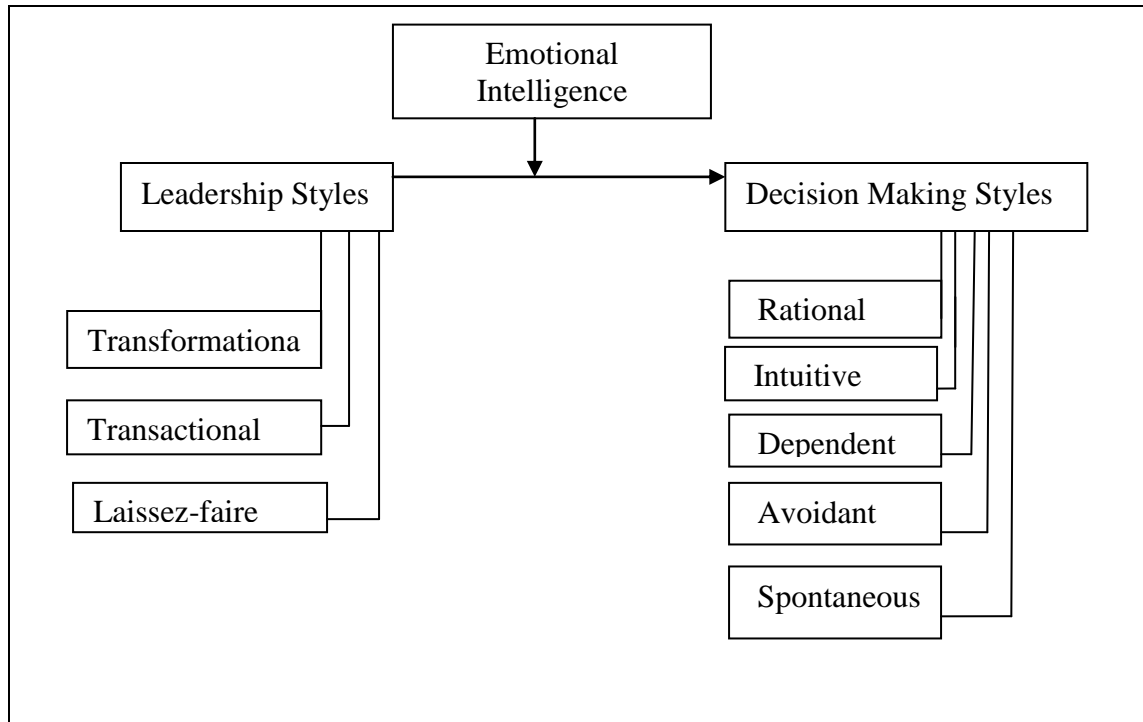 Emotional
Intelligence
Leadership Styles
Decision Making Styles
Transformationa
Transactional
Laissez-faire
Rational
Intuitive
Dependent
Avoidant
Spontaneous